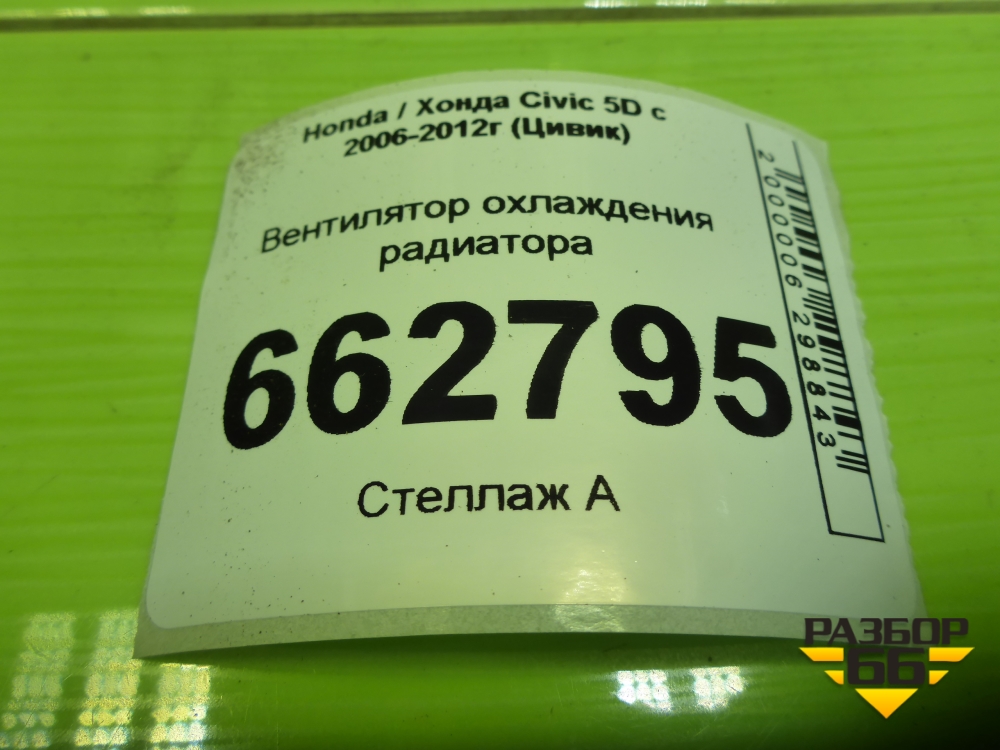 Honda / Хонда Civic 5D с
2006-2012г (Цивик)
Вентилятор охлаждения
радиатора
662795
Стеллаж А
2000006298843
РАЗБОР
66